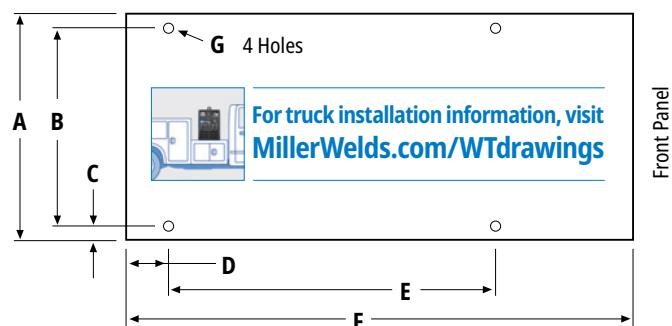 G 4 Holes
A
B
C
For truck installation information, visit
MillerWelds.com/WTdrawings
Front Panel
D
E
F